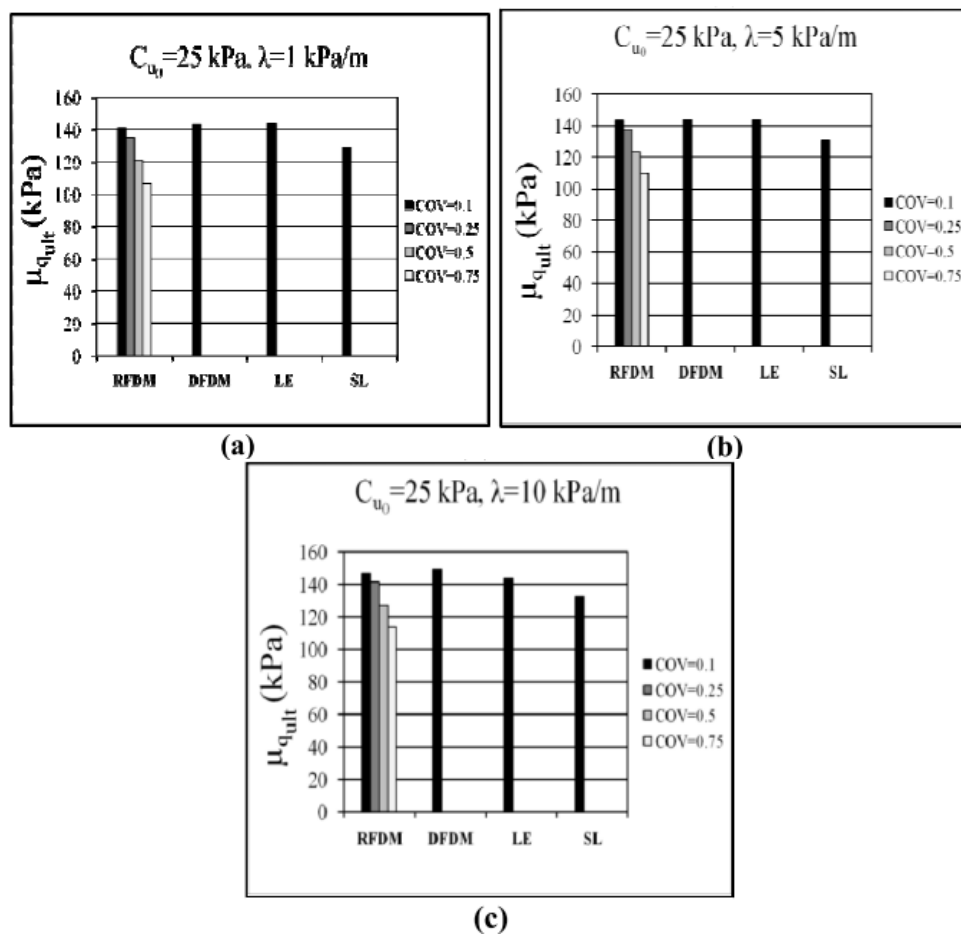 C_u0=25 kPa. λ=1 kPa/m
160
140
120
100
80
60
40
20
0
μ_qult (kPa)
RFDM DFDM LE SL
COV=0.1
COV=0.25
COV=0.5
COV=0.75
(a)
C_u0=25 kPa, λ=5 kPa/m
160
140
120
100
80
60
40
20
0
μ_qult (kPa)
RFDM DFDM LE SL
COV=0.1
COV=0.25
COV=0.5
COV=0.75
(b)
C_u0=25 kPa, λ=10 kPa/m
160
140
120
100
80
60
40
20
0
μ_qult (kPa)
RFDM DFDM LE SL
COV=0.1
COV=0.25
COV=0.5
COV=0.75
(c)